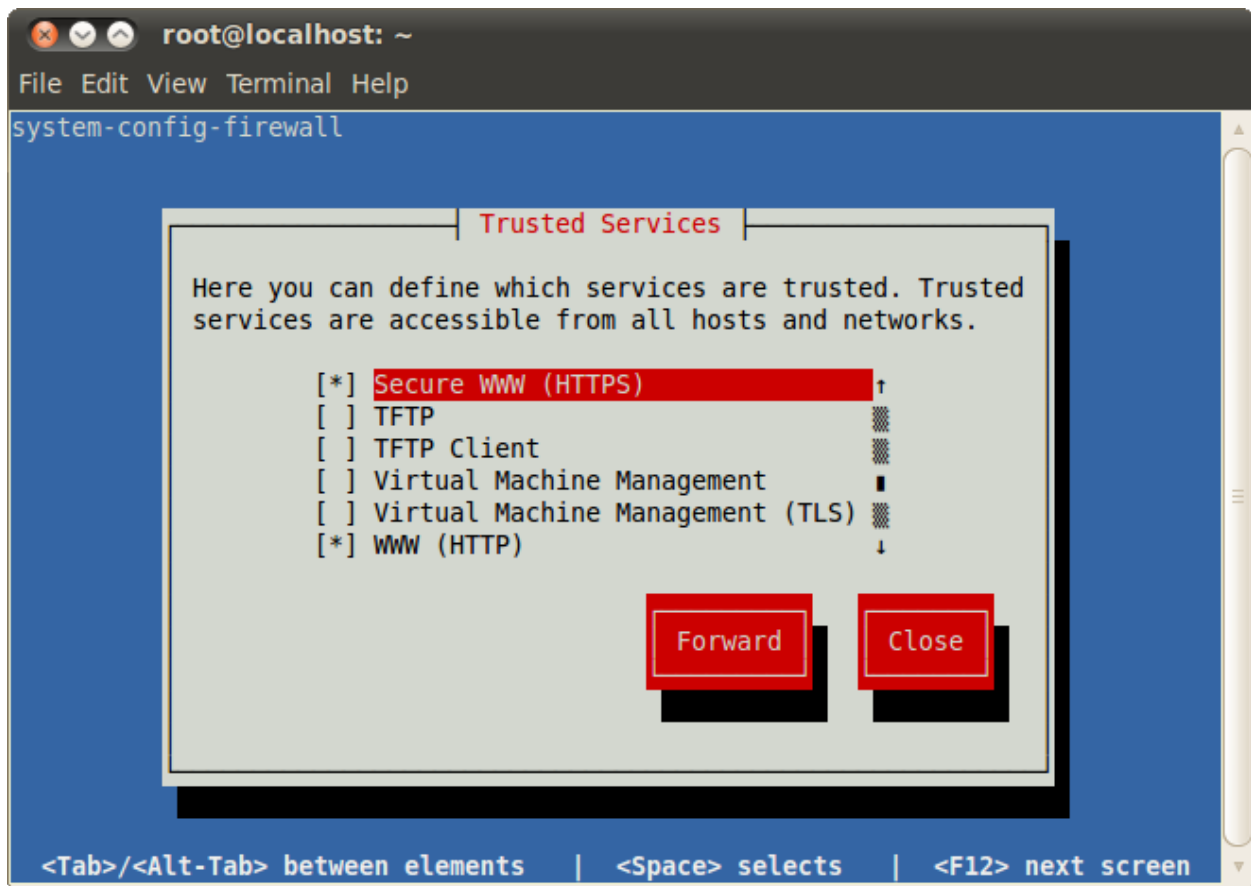 root@localhost: ~
File Edit View Terminal Help
system-config-firewall
Trusted Services
Here you can define which services are trusted. Trusted
services are accessible from all hosts and networks.
[*] Secure WWW (HTTPS) ↑
[ ] TFTP
[ ] TFTP Client
[ ] Virtual Machine Management
[ ] Virtual Machine Management (TLS)
[*] WWW (HTTP) ↓
Forward Close
<Tab>/<Alt-Tab> between elements | <Space> selects | <F12> next screen